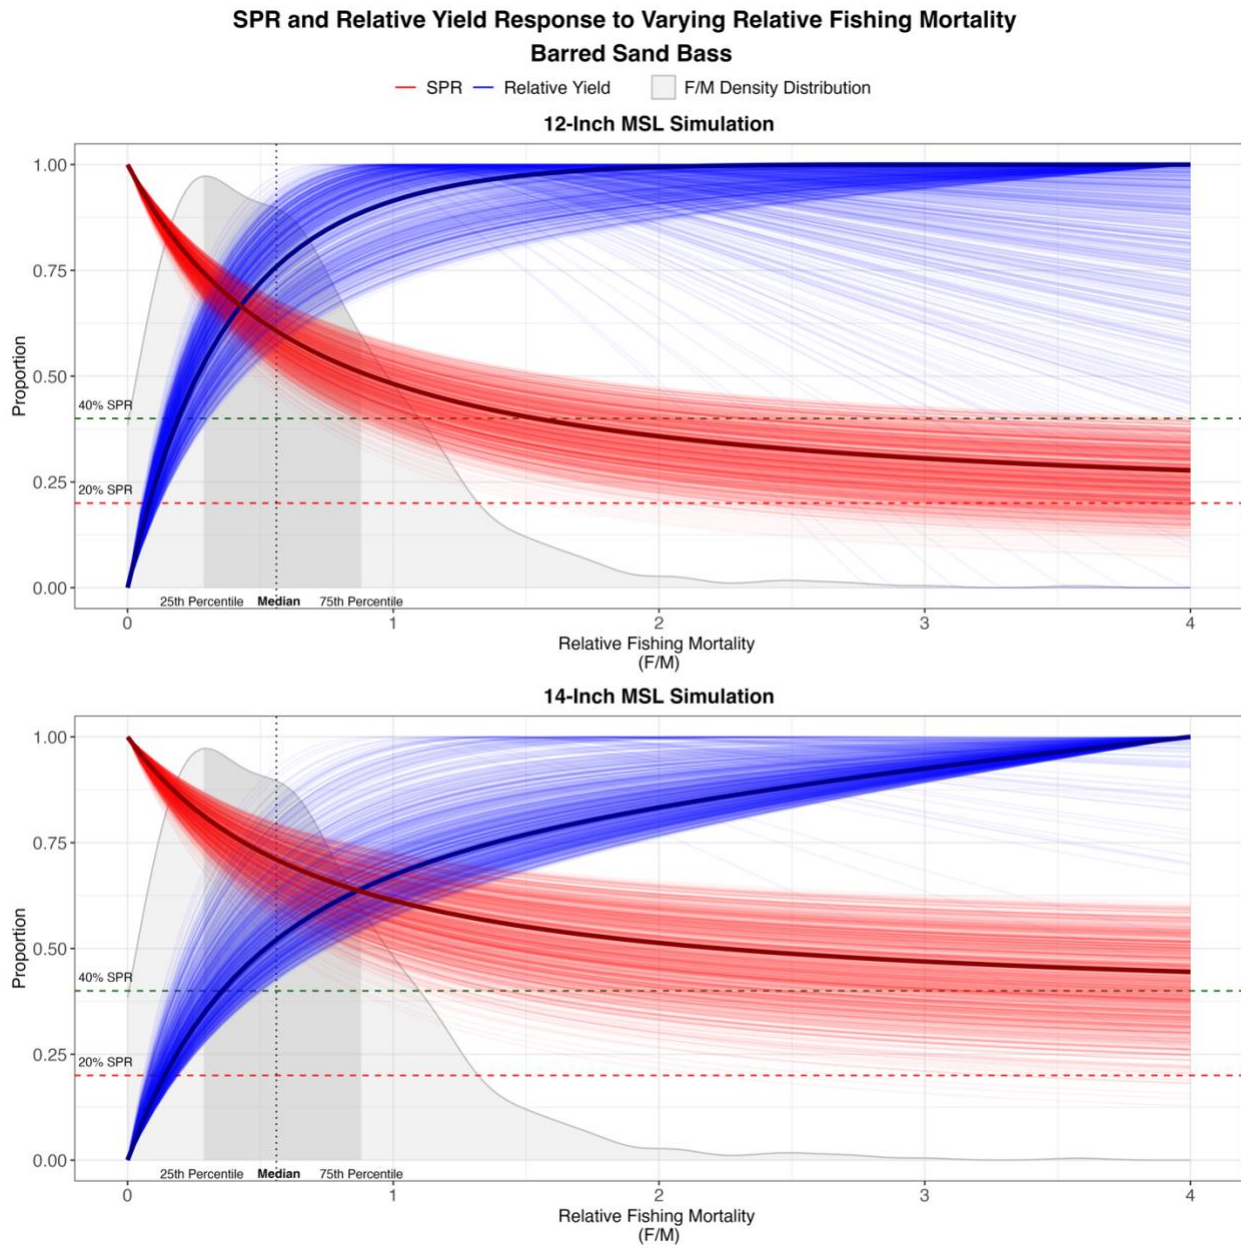 SPR and Relative Yield Response to Varying Relative Fishing Mortality
Barred Sand Bass
SPR Relative Yield F/M Density Distribution
12-Inch MSL Simulation
1.00
0.75
Proportion
0.50
40% SPR
0.25
20% SPR
0.00
25th Percentile Median 75th Percentile
0 1 2 3 4
Relative Fishing Mortality
(F/M)
14-Inch MSL Simulation
1.00
0.75
Proportion
0.50
40% SPR
0.25
20% SPR
0.00
25th Percentile Median 75th Percentile
0 1 2 3 4
Relative Fishing Mortality
(F/M)